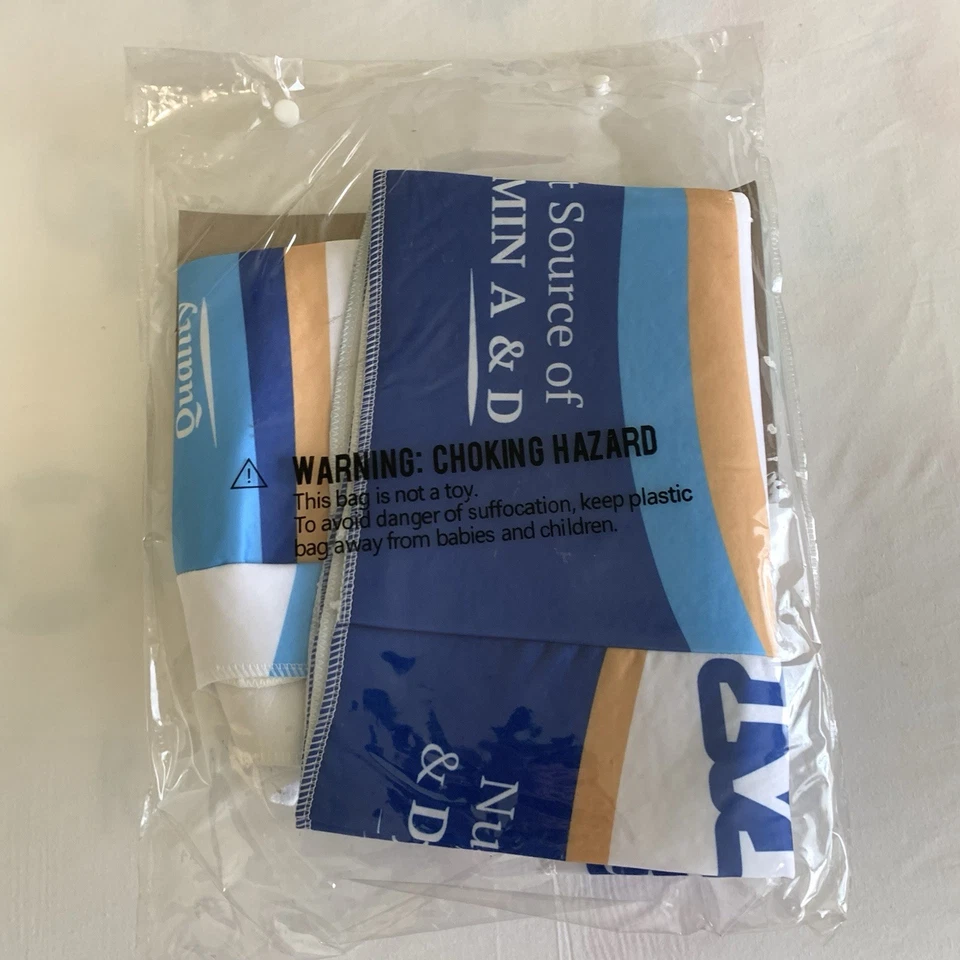 t Source of
MIN A & D
Quality
WARNING: CHOKING HAZARD
This bag is not a toy.
To avoid danger of suffocation, keep plastic
bag away from babies and children.
Nu
& D